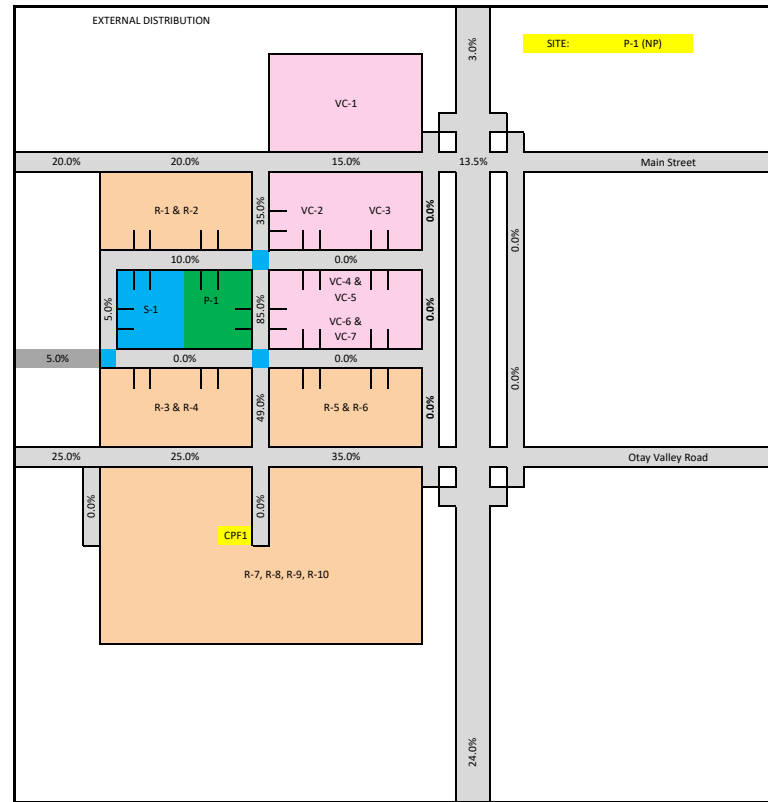 EXTERNAL DISTRIBUTION
3.0%
SITE: P-1 (NP)
VC-1
20.0% 20.0% 15.0% 13.5% Main Street
R-1 & R-2
35.0%
VC-2 VC-3
0.0%
0.0%
10.0% 0.0%
5.0%
S-1
P-1
85.0%
VC-4 &
VC-5
VC-6 &
VC-7
0.0%
5.0% 0.0% 0.0%
0.0%
R-3 & R-4
49.0%
R-5 & R-6
0.0%
25.0% 25.0% 35.0% Otay Valley Road
0.0%
0.0%
CPF1
R-7, R-8, R-9, R-10
24.0%